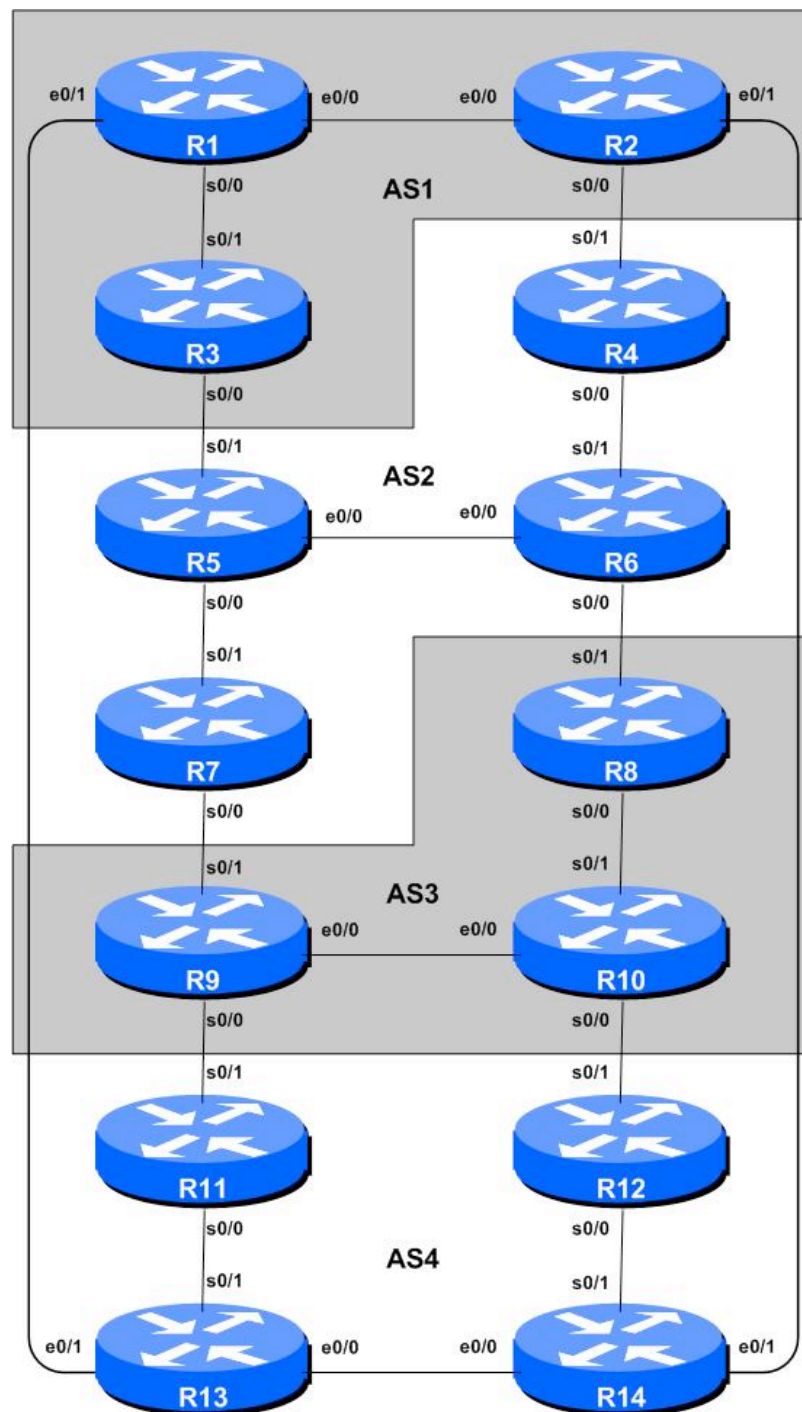 e0/1 e0/0 e0/0 e0/1
R1 R2
s0/0 AS1 s0/0
s0/1 s0/1
R3 R4
s0/0 s0/0
s0/1 AS2 s0/1
e0/0 e0/0
R5 R6
s0/0 s0/0
s0/1 s0/1
R7 R8
s0/0 s0/0
s0/1 AS3 s0/1
e0/0 e0/0
R9 R10
s0/0 s0/0
s0/1 s0/1
R11 R12
s0/0 AS4 s0/0
s0/1 s0/1
e0/1 e0/0 e0/0 e0/1
R13 R14